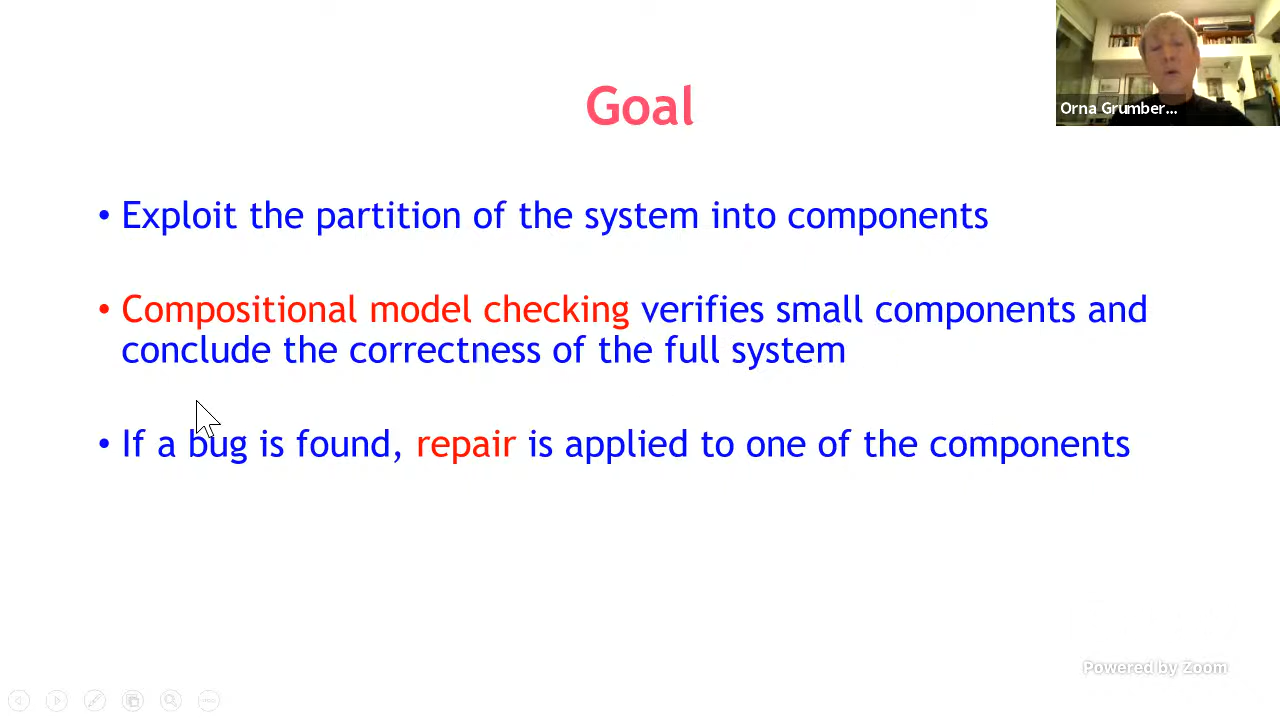 Goal
Orna Grumber...
• Exploit the partition of the system into components
• Compositional model checking verifies small components and
conclude the correctness of the full system
• If a bug is found, repair is applied to one of the components
Powered by Zoom